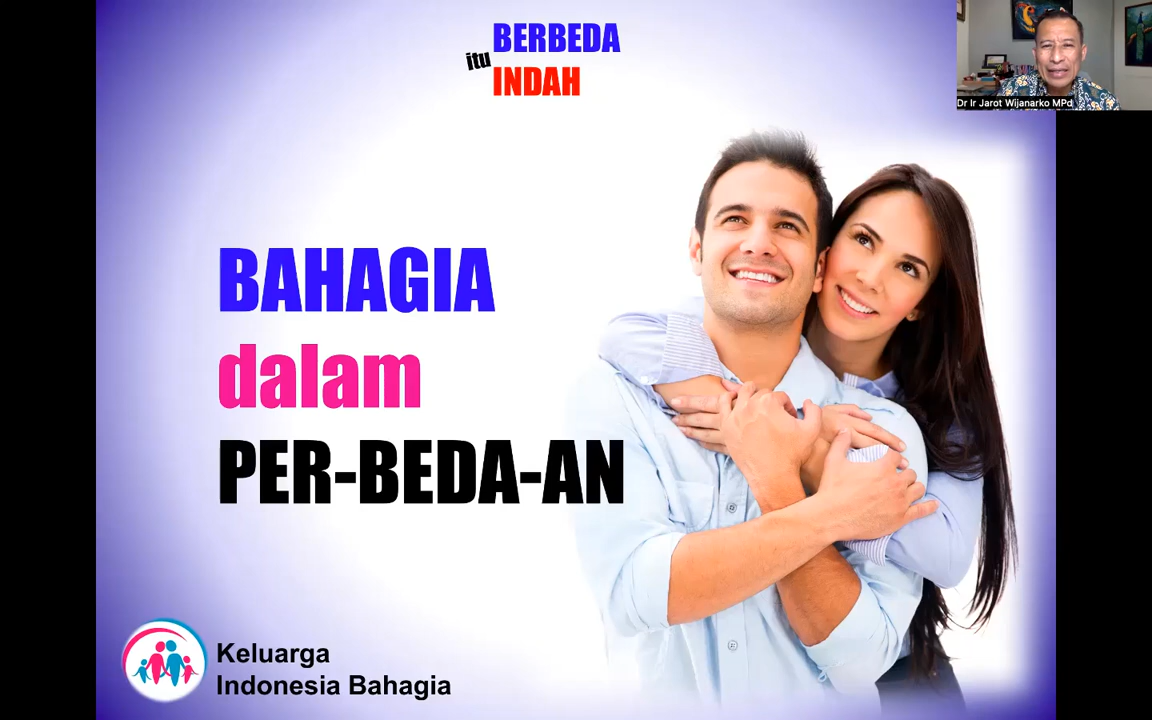 BERBEDA
itu
INDAH
Dr Ir Jarot Wijanarko MPd
BAHAGIA
dalam
PER-BEDA-AN
Keluarga
Indonesia Bahagia